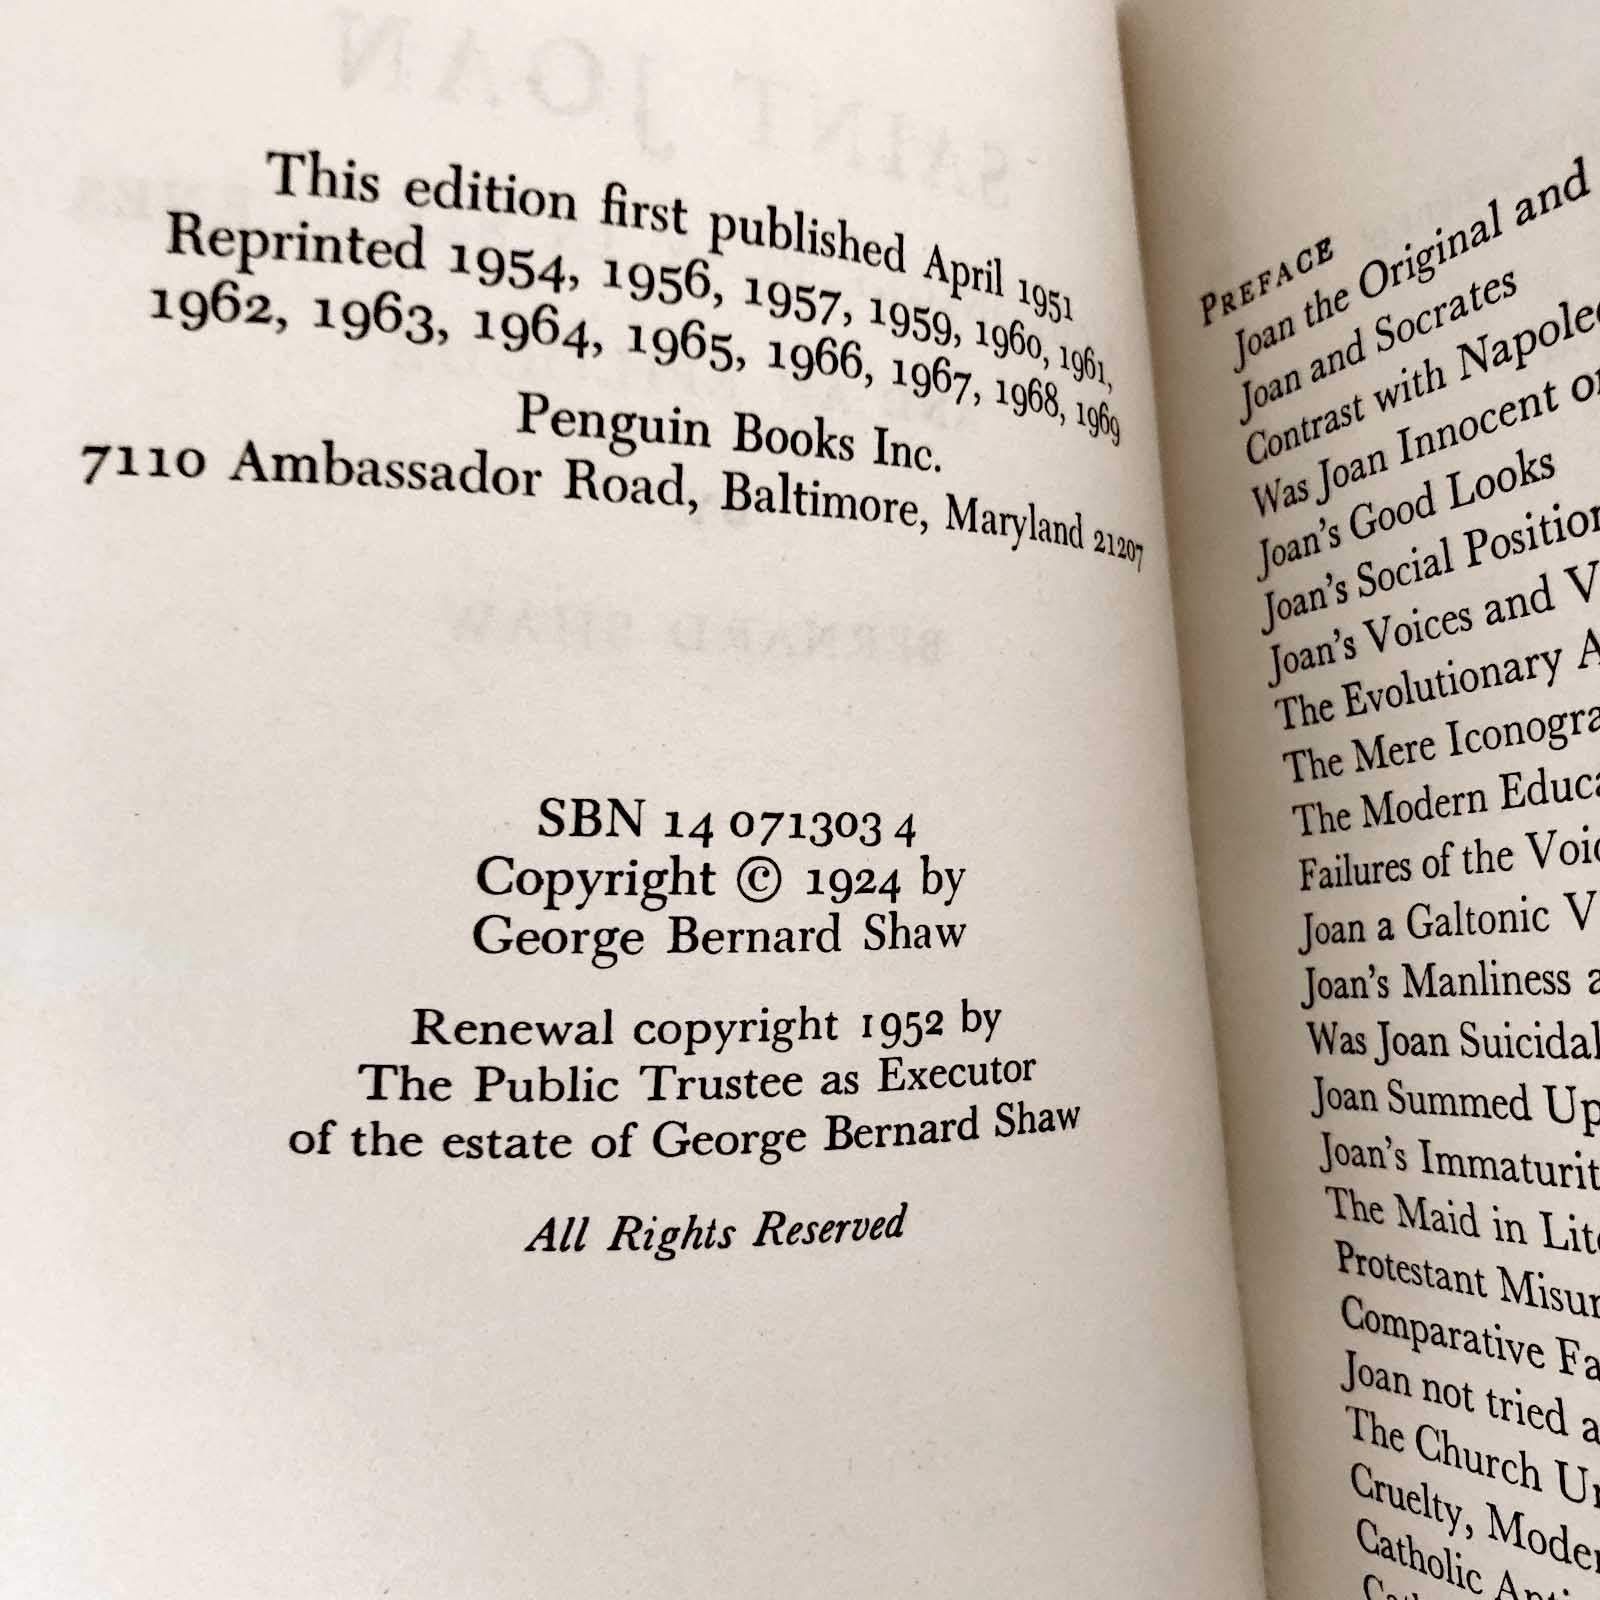 This edition first published April 1951
Reprinted 1954, 1956, 1957, 1959, 1960, 1961,
1962, 1963, 1964, 1965, 1966, 1967, 1968, 1969
Penguin Books Inc.
7110 Ambassador Road, Baltimore, Maryland 21207
SBN 14 071303 4
Copyright © 1924 by
George Bernard Shaw
Renewal copyright 1952 by
The Public Trustee as Executor
of the estate of George Bernard Shaw
All Rights Reserved
PREFACE
Joan the Original and
Joan and Socrates
Contrast with
Was Joan Innocent
Joan's Good Looks
Joan's Social
Joan's Voices and
The Evolutionary
The Mere
The Modern
Failures of the
Joan a Galtonic
Joan's Manliness
Was Joan Suicidal
Joan Summed Up
Joan's
The Maid in
Protestant
Comparative
Joan not tried
The Church
Cruelty,
Catholic